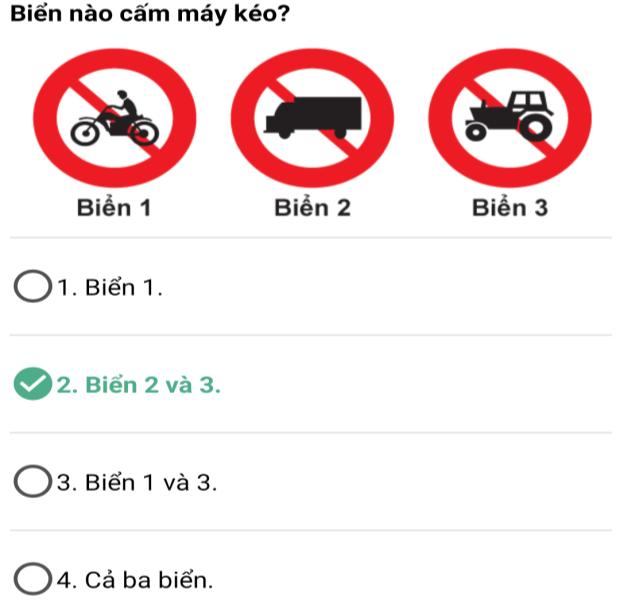 Biển nào cấm máy kéo?
Biển 1 Biển 2 Biển 3
1. Biển 1.
2. Biển 2 và 3.
3. Biển 1 và 3.
4. Cả ba biển.